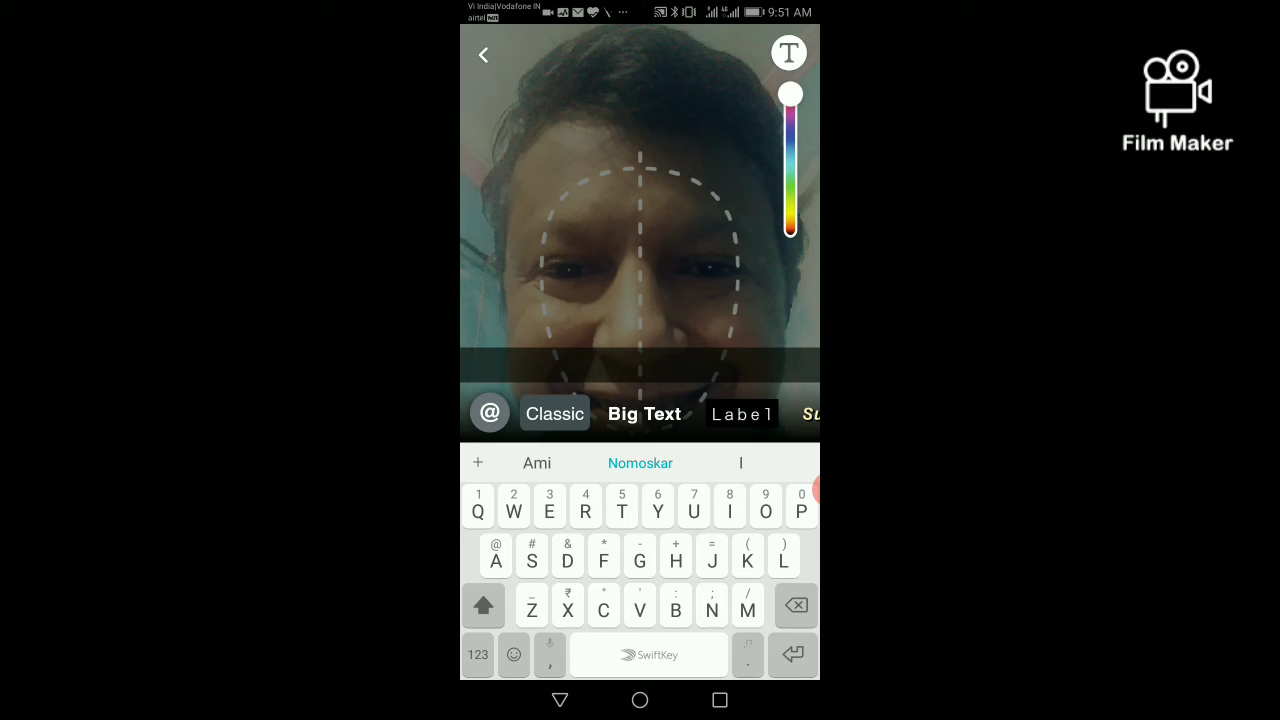 Vi India|Vodafone IN
airtel
9:51 AM
T
Film Maker
@ Classic Big Text Label Su
+ Ami Nomoskar I
1 2 3 4 5 6 7 8 9 0
Q W E R T Y U I O P
@ # & * - + = ( )
A S D F G H J K L
_ ₹ " ' : ; /
Z X C V B N M
123 , SwiftKey .